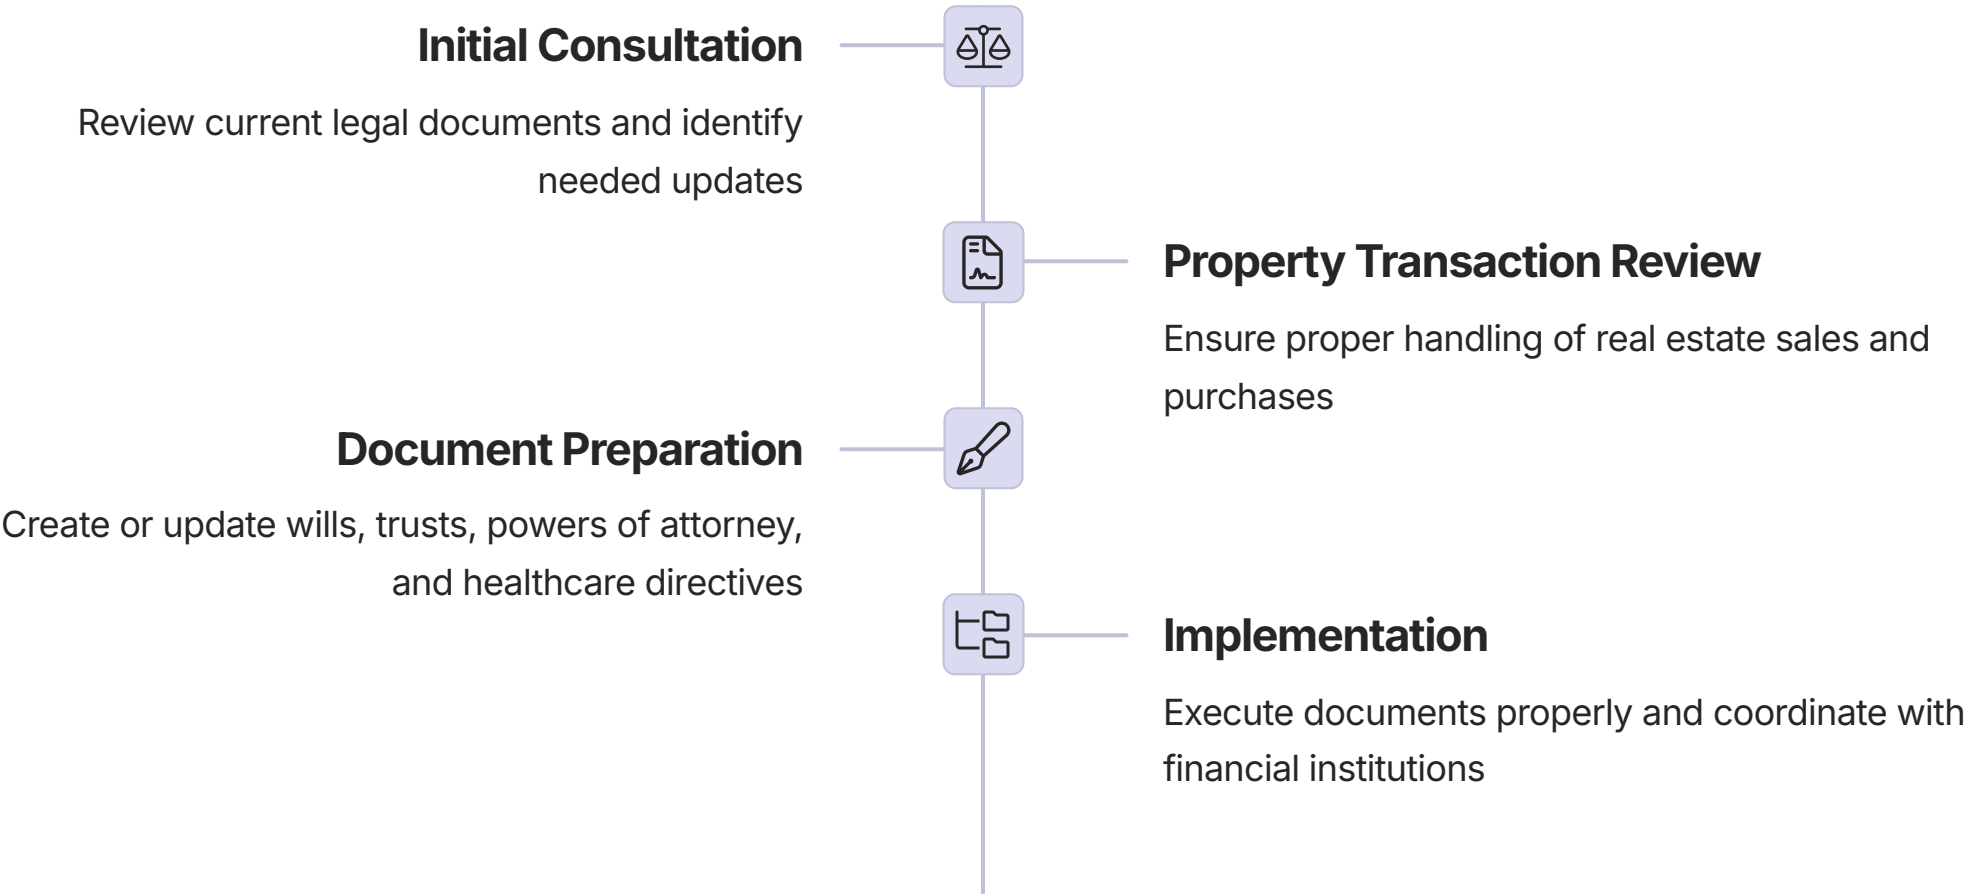 Initial Consultation
Review current legal documents and identify
needed updates
Property Transaction Review
Ensure proper handling of real estate sales and
purchases
Document Preparation
Create or update wills, trusts, powers of attorney,
and healthcare directives
Implementation
Execute documents properly and coordinate with
financial institutions